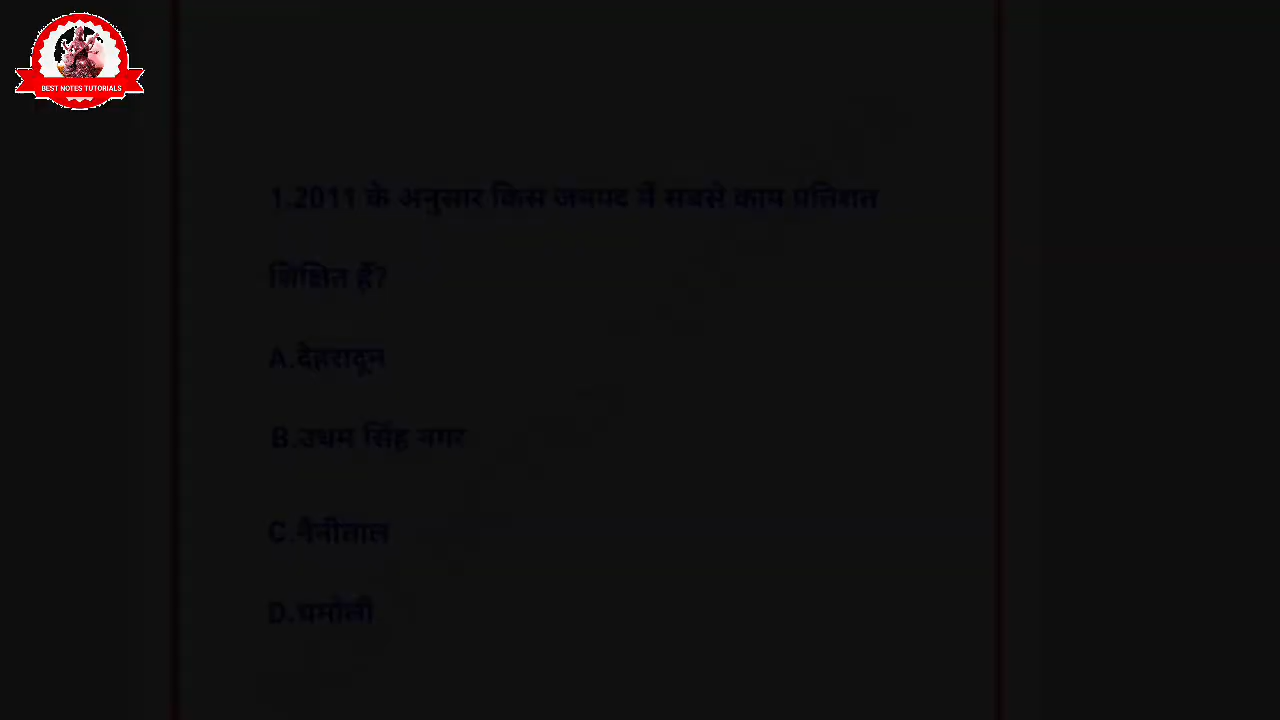 BEST NOTES TUTORIALS
1.2011 के अनुसार किस जनपद में सबसे काम प्रतिशत
शिक्षित हैं?
A.देहरादून
B.उधम सिंह नगर
C.नैनीताल
D.चमोली